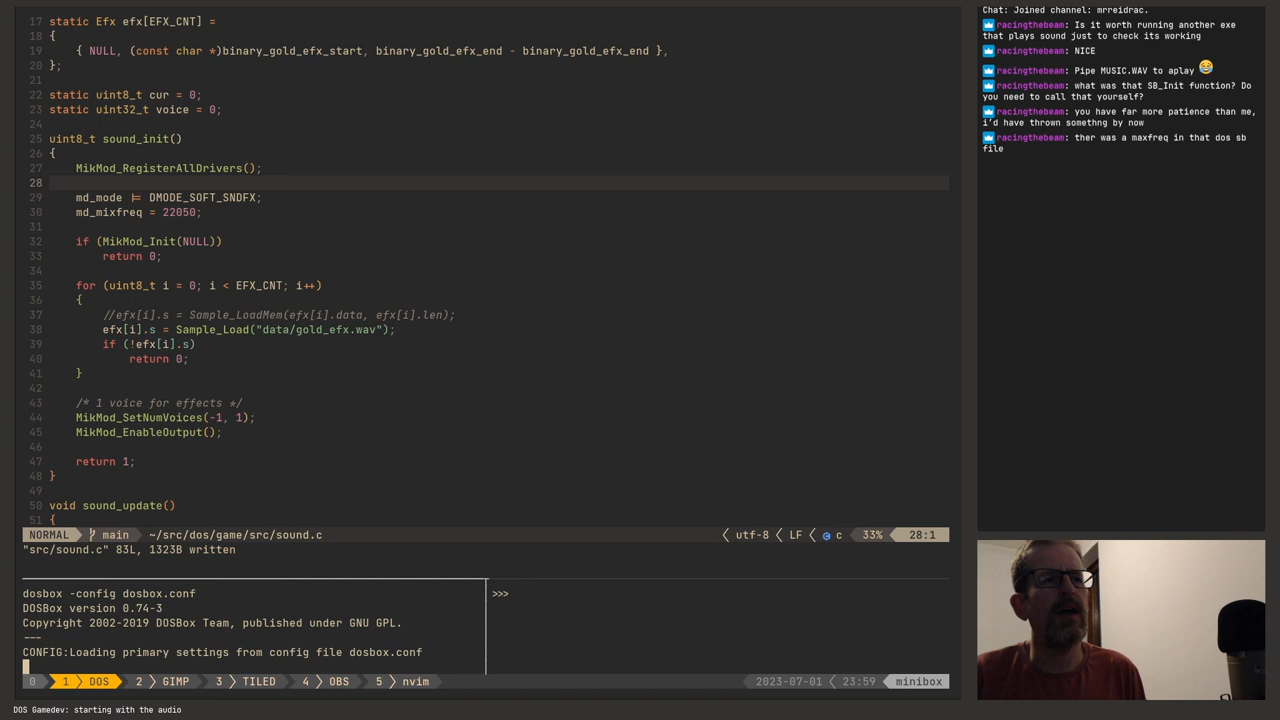 17 static Efx efx[EFX_CNT] =
18 {
19     { NULL, (const char *)binary_gold_efx_start, binary_gold_efx_end - binary_gold_efx_end },
20 };
21
22 static uint8_t cur = 0;
23 static uint32_t voice = 0;
24
25 uint8_t sound_init()
26 {
27     MikMod_RegisterAllDrivers();
28
29     md_mode |= DMODE_SOFT_SNDFX;
30     md_mixfreq = 22050;
31
32     if (MikMod_Init(NULL))
33         return 0;
34
35     for (uint8_t i = 0; i < EFX_CNT; i++)
36     {
37         //efx[i].s = Sample_LoadMem(efx[i].data, efx[i].len);
38         efx[i].s = Sample_Load("data/gold_efx.wav");
39         if (!efx[i].s)
40             return 0;
41     }
42
43     /* 1 voice for effects */
44     MikMod_SetNumVoices(-1, 1);
45     MikMod_EnableOutput();
46
47     return 1;
48 }
49
50 void sound_update()
51 {
NORMAL main ~/src/dos/game/src/sound.c utf-8 LF c 33% 28:1
"src/sound.c" 83L, 1323B written
dosbox -config dosbox.conf
DOSBox version 0.74-3
Copyright 2002-2019 DOSBox Team, published under GNU GPL.
---
CONFIG:Loading primary settings from config file dosbox.conf
>>>
0 1 DOS 2 GIMP 3 TILED 4 OBS 5 nvim 2023-07-01 23:59 minibox
DOS Gamedev: starting with the audio
Chat: Joined channel: mrreidrac.
racingthebeam: Is it worth running another exe
that plays sound just to check its working
racingthebeam: NICE
racingthebeam: Pipe MUSIC.WAV to aplay 😂
racingthebeam: what was that SB_Init function? Do
you need to call that yourself?
racingthebeam: you have far more patience than me,
i'd have thrown somethng by now
racingthebeam: ther was a maxfreq in that dos sb
file